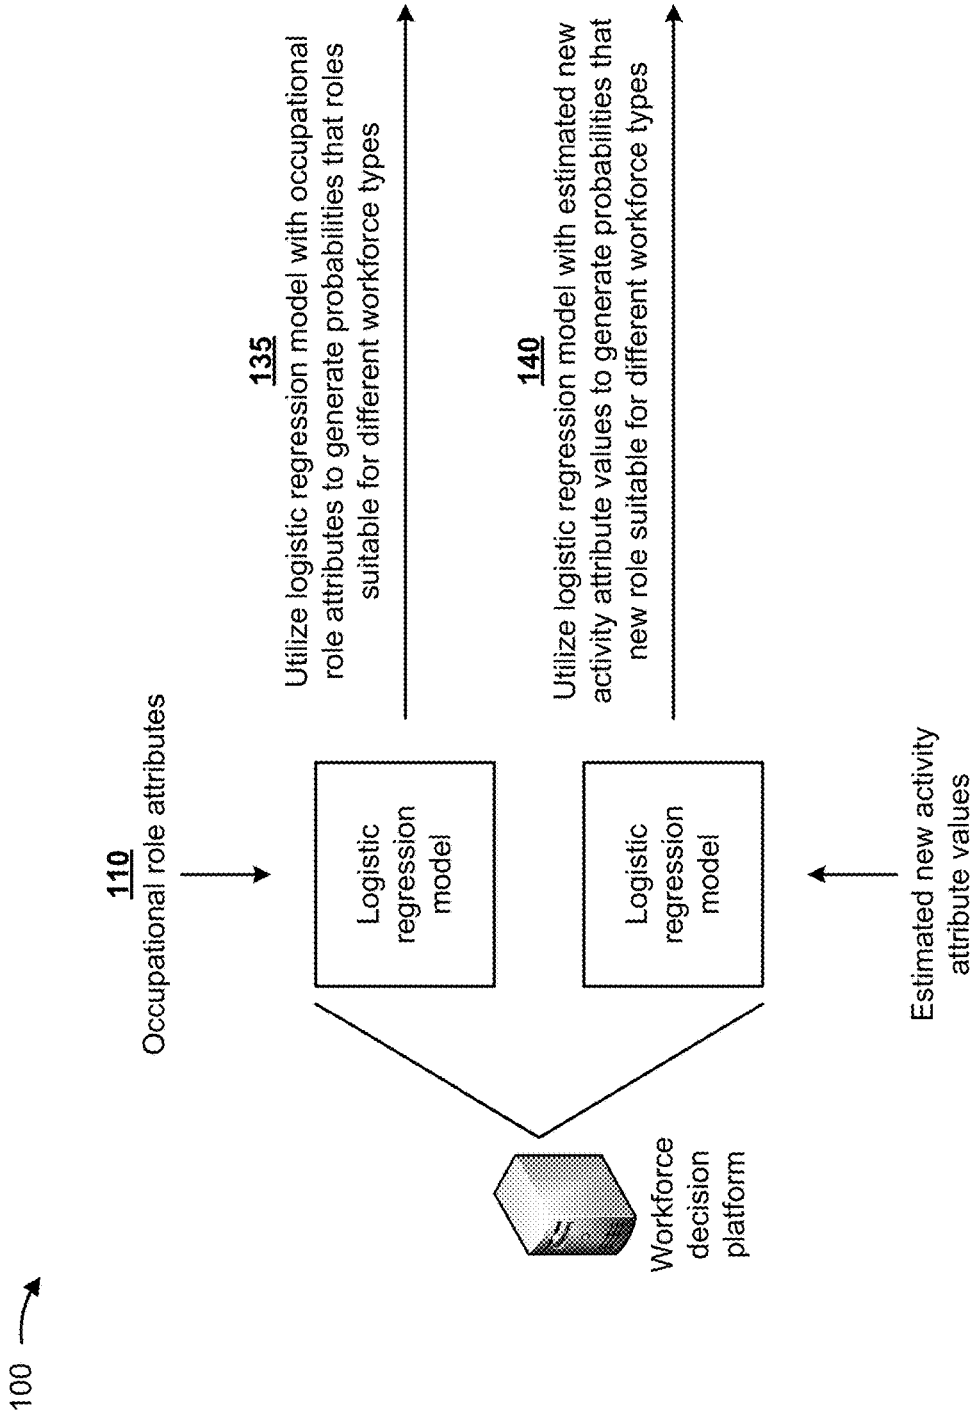 100
110
Occupational role attributes
Logistic
regression
model
135
Utilize logistic regression model with occupational
role attributes to generate probabilities that roles
suitable for different workforce types
Workforce
decision
platform
Logistic
regression
model
140
Utilize logistic regression model with estimated new
activity attribute values to generate probabilities that
new role suitable for different workforce types
Estimated new activity
attribute values